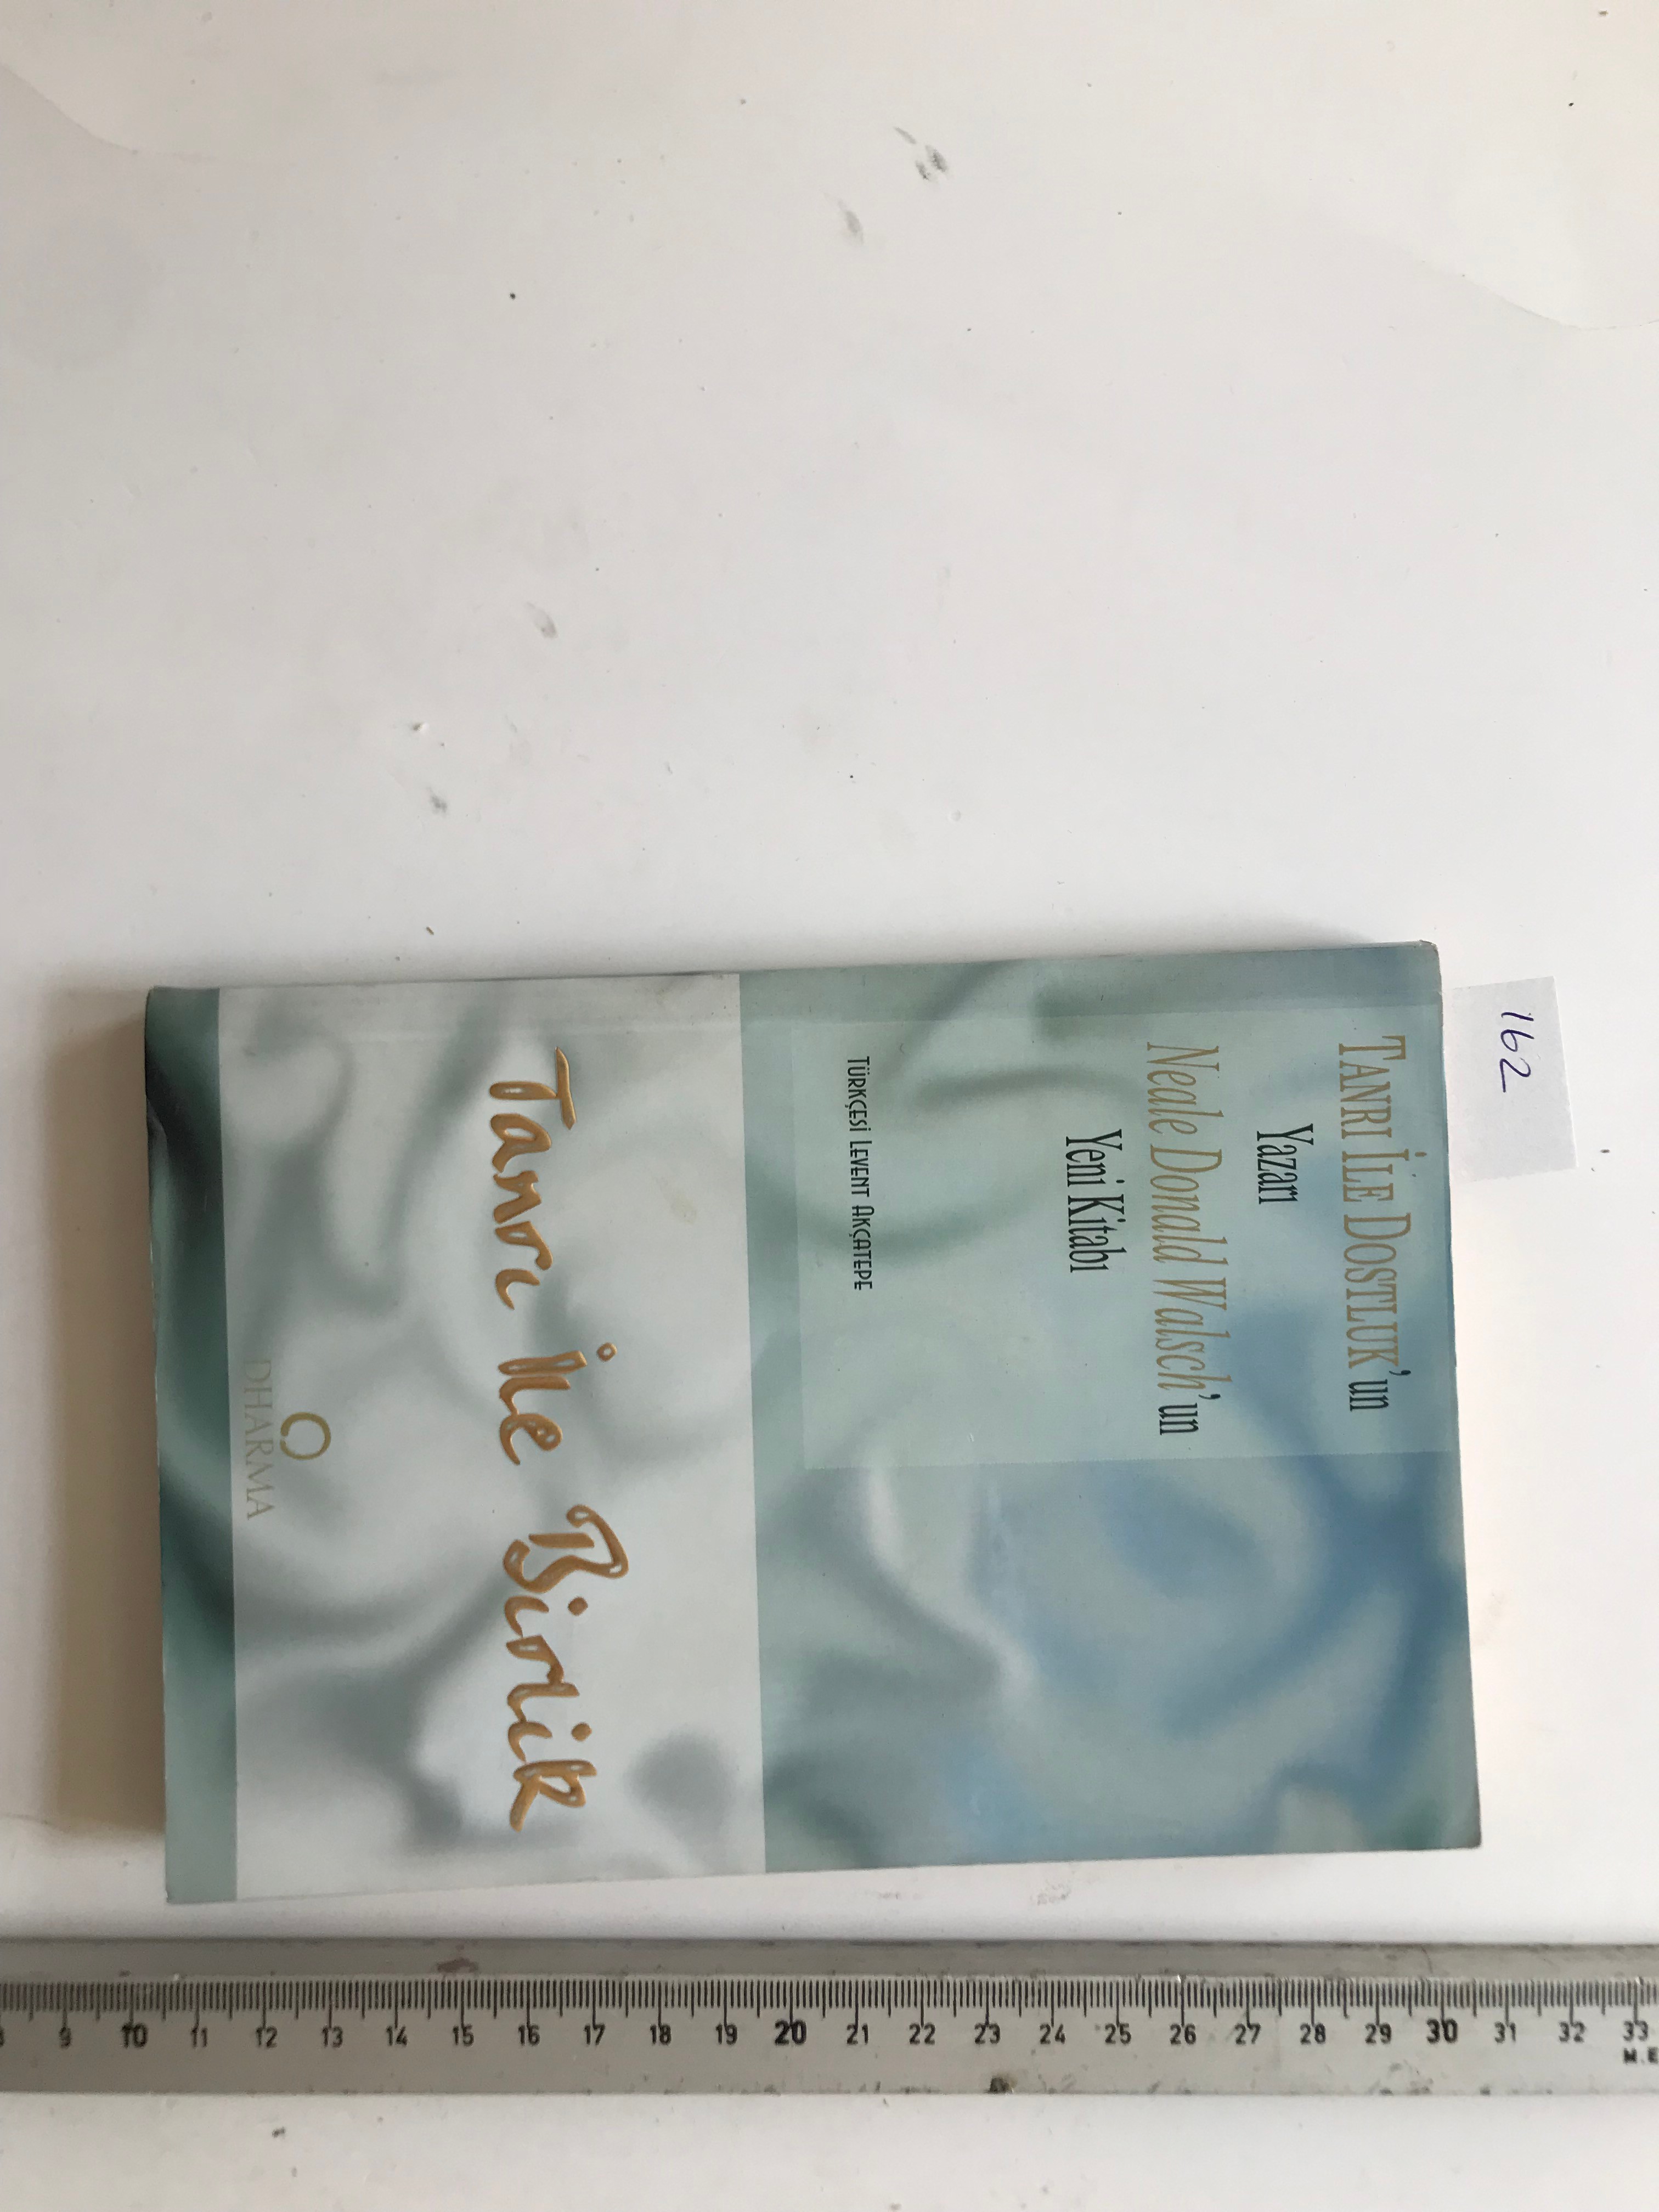 162
TANRI İLE DOSTLUK'un
Yazarı
Neale Donald Walsch'un
Yeni Kitabı
TÜRKÇESİ LEVENT AKÇATEPE
Tanrı İle Birlik
DHARMA
9 10 11 12 13 14 15 16 17 18 19 20 21 22 23 24 25 26 27 28 29 30 31 32 33
M.E